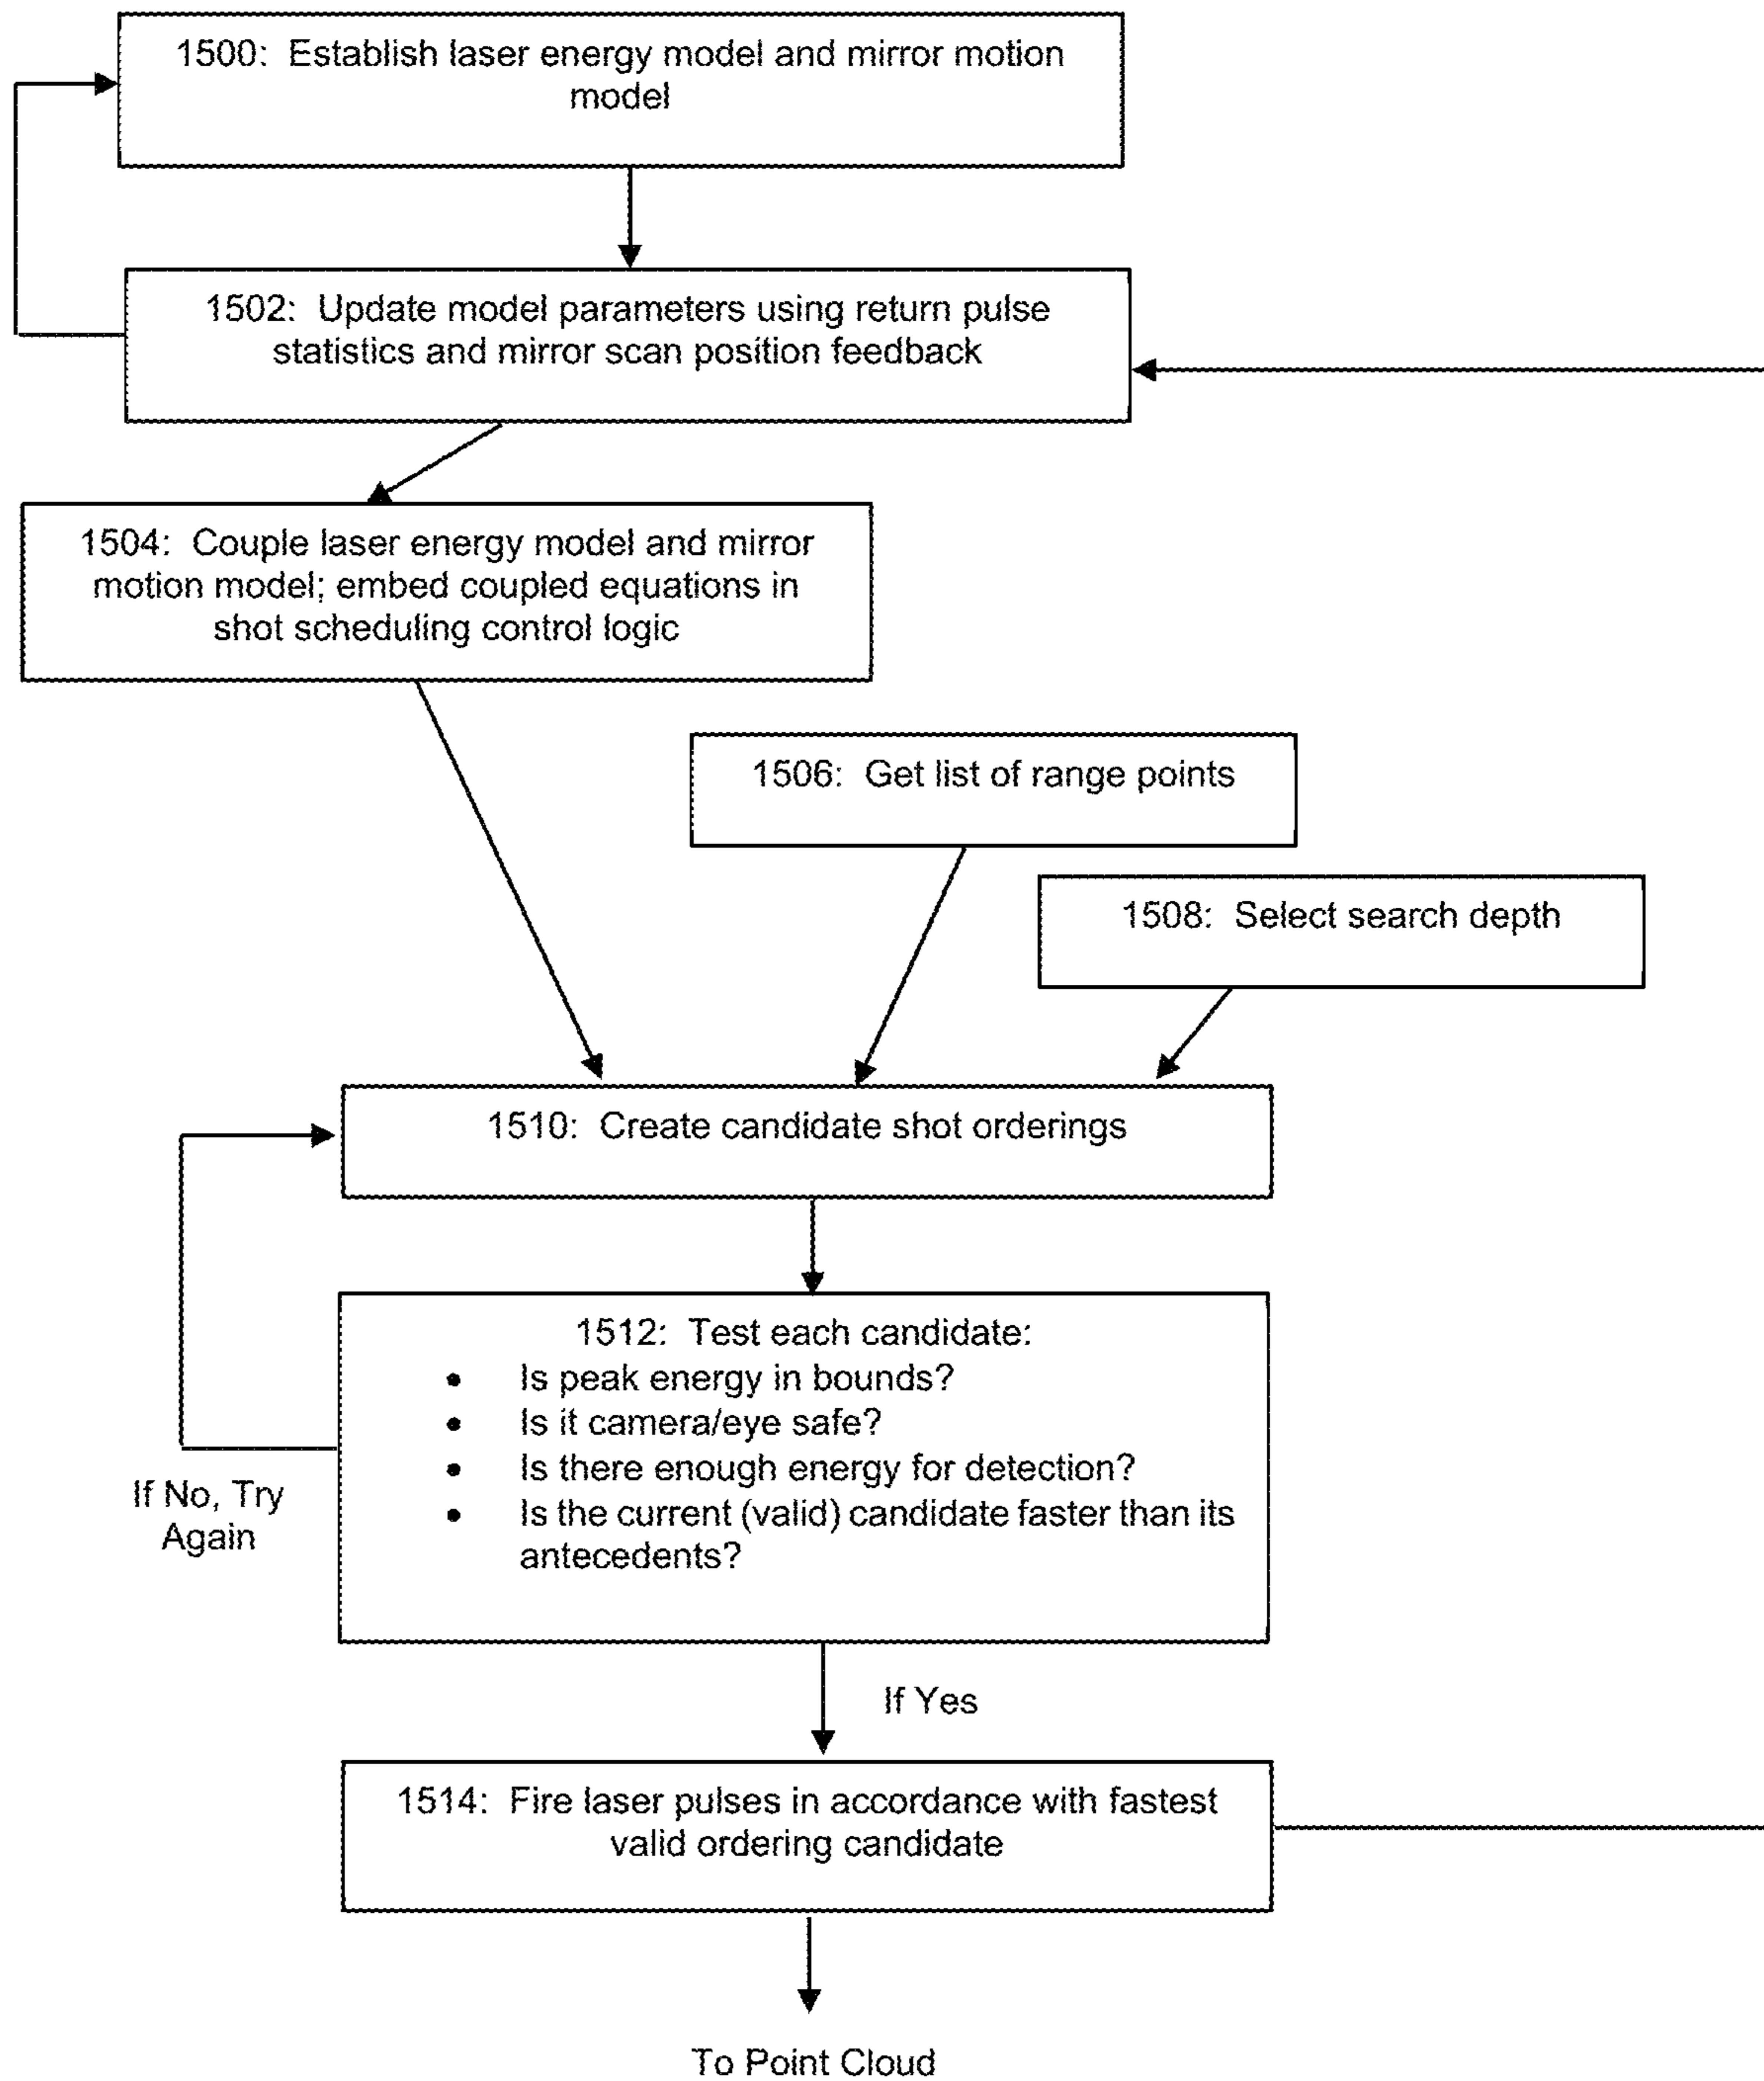 1500: Establish laser energy model and mirror motion
model
1502: Update model parameters using return pulse
statistics and mirror scan position feedback
1504: Couple laser energy model and mirror
motion model; embed coupled equations in
shot scheduling control logic
1506: Get list of range points
1508: Select search depth
1510: Create candidate shot orderings
1512: Test each candidate:
• Is peak energy in bounds?
• Is it camera/eye safe?
• Is there enough energy for detection?
• Is the current (valid) candidate faster than its
antecedents?
If No, Try
Again
If Yes
1514: Fire laser pulses in accordance with fastest
valid ordering candidate
To Point Cloud